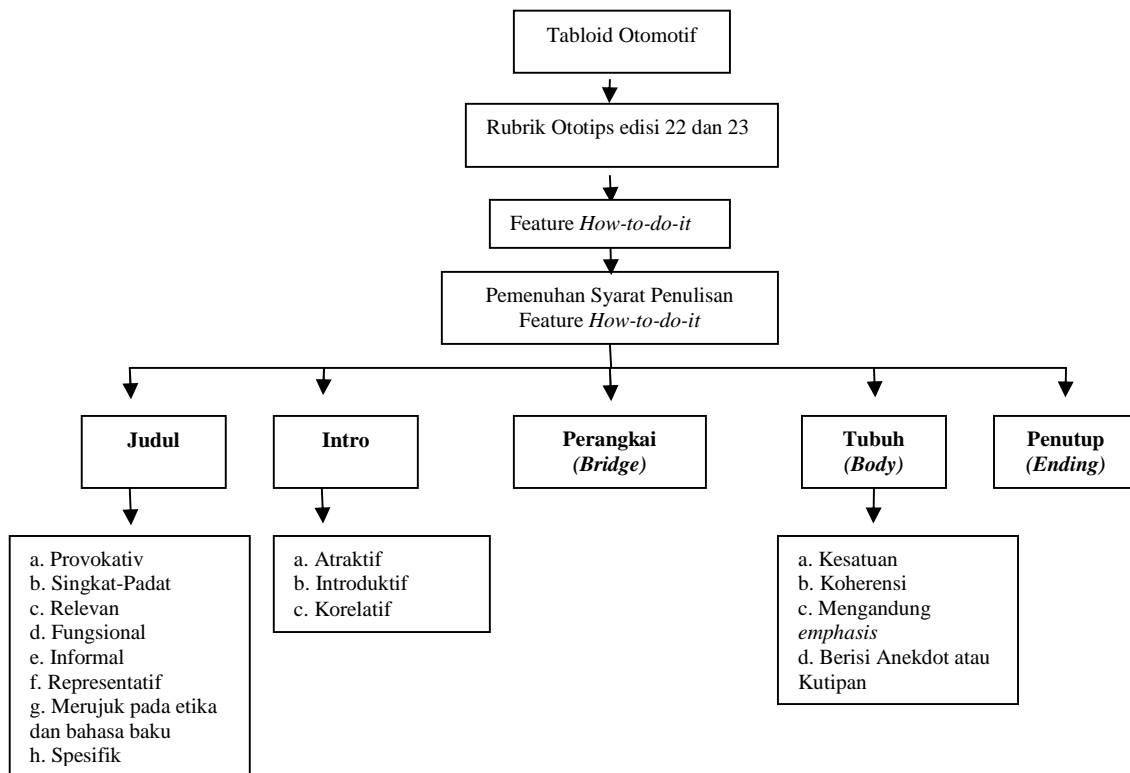 Tabloid Otomotif
Rubrik Ototips edisi 22 dan 23
Feature How-to-do-it
Pemenuhan Syarat Penulisan
Feature How-to-do-it
Judul
Intro
Perangkai
(Bridge)
Tubuh
(Body)
Penutup
(Ending)
a. Provokativ
b. Singkat-Padat
c. Relevan
d. Fungsional
e. Informal
f. Representatif
g. Merujuk pada etika
dan bahasa baku
h. Spesifik
a. Atraktif
b. Introduktif
c. Korelatif
a. Kesatuan
b. Koherensi
c. Mengandung
emphasis
d. Berisi Anekdot atau
Kutipan